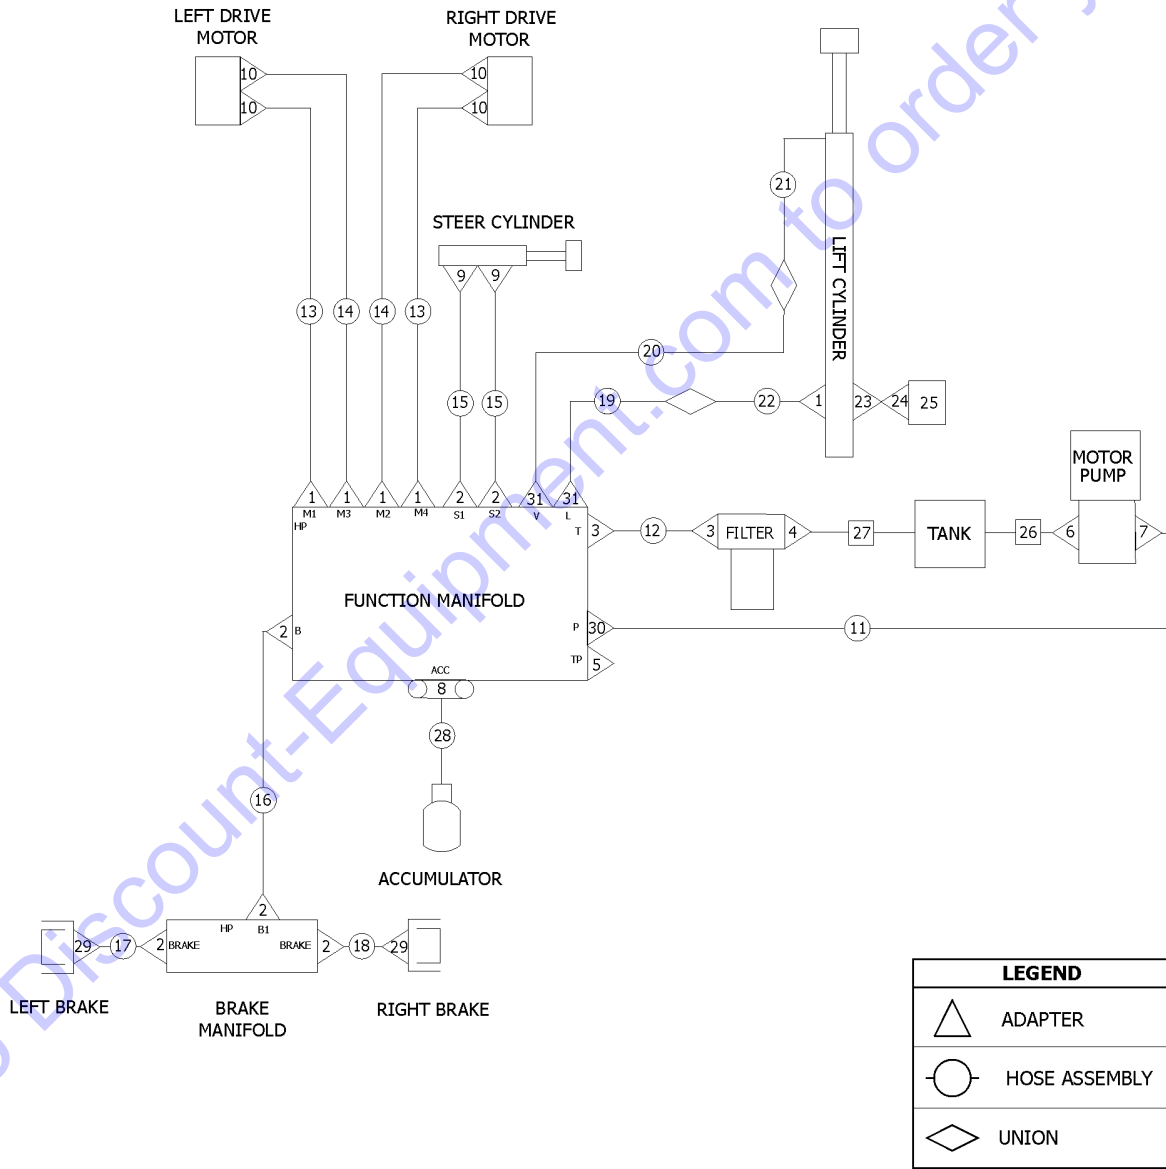 LEFT DRIVE
MOTOR
RIGHT DRIVE
MOTOR
10
10
10
10
21
STEER CYLINDER
9
9
LIFT CYLINDER
13
14
14
13
20
15
15
19
22
1
23
24
25
MOTOR
PUMP
1
1
1
1
2
2
31
31
M1
M3
M2
M4
S1
S2
V
L
HP
T
3
12
3
FILTER
4
27
TANK
26
6
7
FUNCTION MANIFOLD
2
B
P
30
11
TP
5
ACC
8
28
16
ACCUMULATOR
2
HP
B1
29
17
2
BRAKE
BRAKE
2
18
29
LEFT BRAKE
BRAKE
MANIFOLD
RIGHT BRAKE
LEGEND
ADAPTER
HOSE ASSEMBLY
UNION
Discount-Equipment.com to order